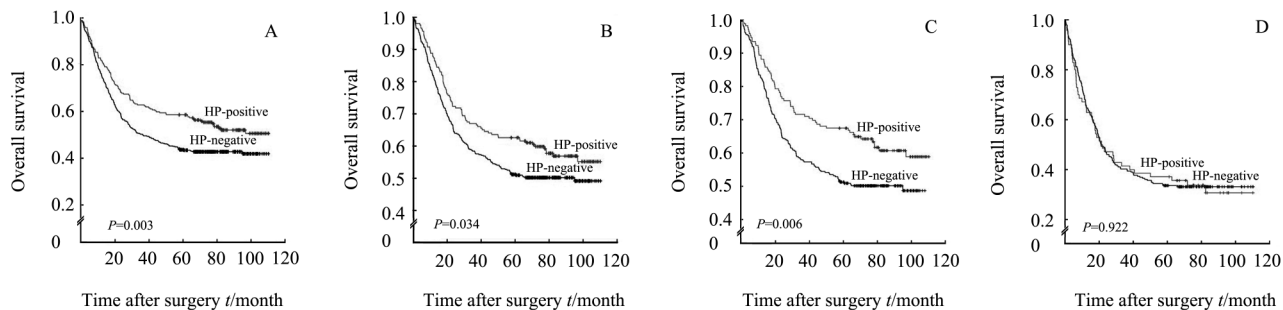 A
Overall survival
1.0
0.8
0.6
0.4
0.2
0
HP-positive
HP-negative
P=0.003
20 40 60 80 100 120
Time after surgery t/month
B
Overall survival
1.0
0.9
0.8
0.7
0.6
0.5
0.4
0
HP-positive
HP-negative
P=0.034
20 40 60 80 100 120
Time after surgery t/month
C
Overall survival
1.0
0.9
0.8
0.7
0.6
0.5
0.4
0
HP-positive
HP-negative
P=0.006
20 40 60 80 100 120
Time after surgery t/month
D
Overall survival
1.0
0.8
0.6
0.4
0.2
0
HP-positive
HP-negative
P=0.922
20 40 60 80 100 120
Time after surgery t/month